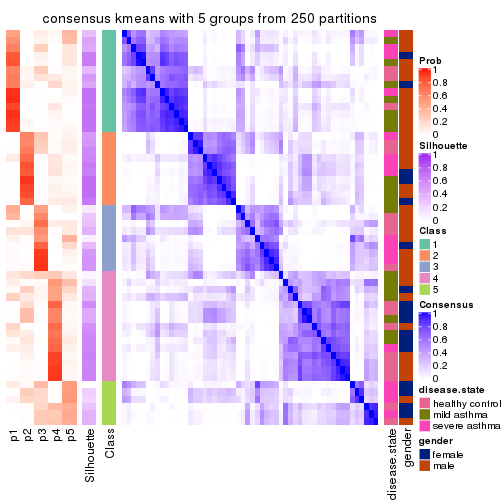 consensus kmeans with 5 groups from 250 partitions
Prob
1
0.8
0.6
0.4
0.2
0
Silhouette
1
0.8
0.6
0.4
0.2
0
Class
1
2
3
4
5
Consensus
1
0.8
0.6
0.4
0.2
0
disease.state
healthy control
mild asthma
severe asthma
gender
female
male
p1
p2
p3
p4
p5
Silhouette
Class
disease.state
gender